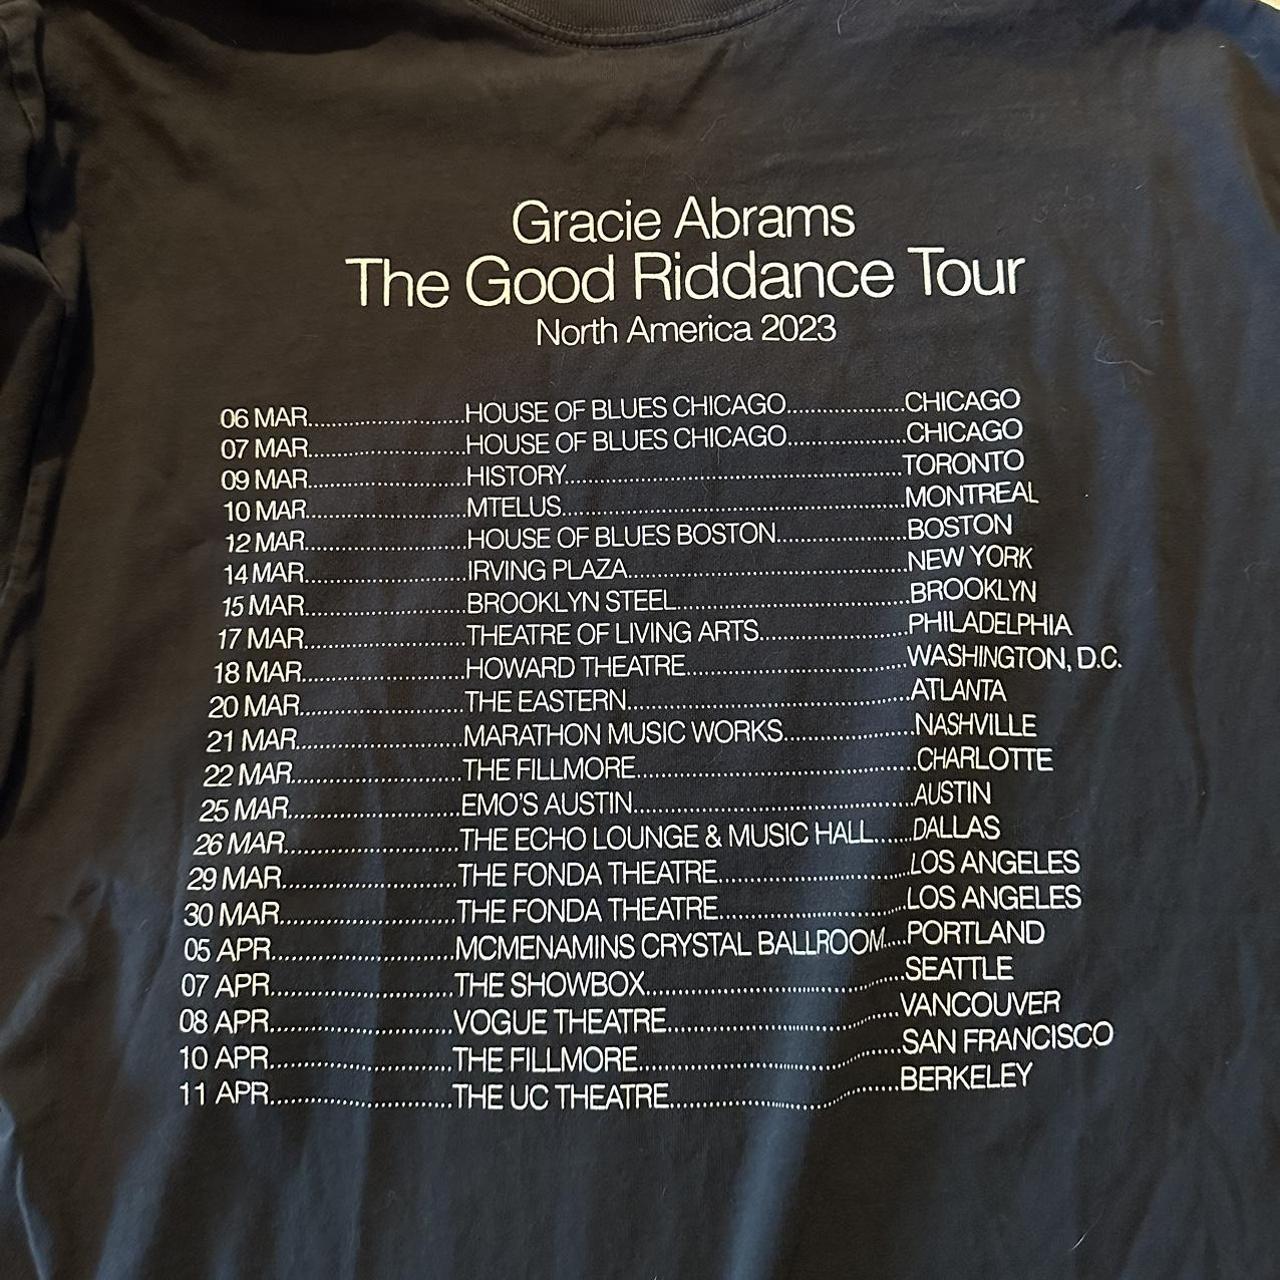 Gracie Abrams
The Good Riddance Tour
North America 2023
06 MAR......................HOUSE OF BLUES CHICAGO.................CHICAGO
07 MAR......................HOUSE OF BLUES CHICAGO.................CHICAGO
09 MAR......................HISTORY.................................................TORONTO
10 MAR......................MTELUS.................................................MONTREAL
12 MAR......................HOUSE OF BLUES BOSTON...................BOSTON
14 MAR......................IRVING PLAZA.........................................NEW YORK
15 MAR......................BROOKLYN STEEL..................................BROOKLYN
17 MAR......................THEATRE OF LIVING ARTS.....................PHILADELPHIA
18 MAR......................HOWARD THEATRE................................WASHINGTON, D.C.
20 MAR......................THE EASTERN.........................................ATLANTA
21 MAR......................MARATHON MUSIC WORKS...................NASHVILLE
22 MAR......................THE FILLMORE........................................CHARLOTTE
25 MAR......................EMO'S AUSTIN........................................AUSTIN
26 MAR......................THE ECHO LOUNGE & MUSIC HALL......DALLAS
29 MAR......................THE FONDA THEATRE............................LOS ANGELES
30 MAR......................THE FONDA THEATRE............................LOS ANGELES
05 APR......................MCMENAMINS CRYSTAL BALLROOM....PORTLAND
07 APR......................THE SHOWBOX......................................SEATTLE
08 APR......................VOGUE THEATRE...................................VANCOUVER
10 APR......................THE FILLMORE.......................................SAN FRANCISCO
11 APR......................THE UC THEATRE...................................BERKELEY